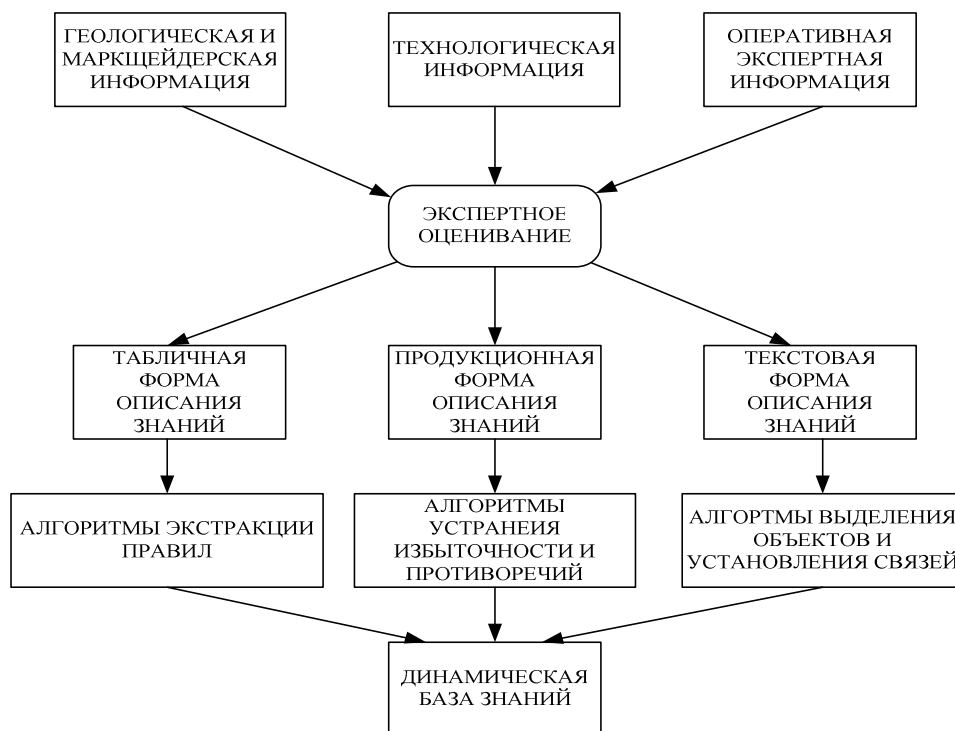 ГЕОЛОГИЧЕСКАЯ И
МАРКЩЕЙДЕРСКАЯ
ИНФОРМАЦИЯ
ТЕХНОЛОГИЧЕСКАЯ
ИНФОРМАЦИЯ
ОПЕРАТИВНАЯ
ЭКСПЕРТНАЯ
ИНФОРМАЦИЯ
ЭКСПЕРТНОЕ
ОЦЕНИВАНИЕ
ТАБЛИЧНАЯ
ФОРМА
ОПИСАНИЯ
ЗНАНИЙ
ПРОДУКЦИОННАЯ
ФОРМА
ОПИСАНИЯ
ЗНАНИЙ
ТЕКСТОВАЯ
ФОРМА
ОПИСАНИЯ
ЗНАНИЙ
АЛГОРИТМЫ ЭКСТРАКЦИИ
ПРАВИЛ
АЛГОРИТМЫ
УСТРАНЕИЯ
ИЗБЫТОЧНОСТИ И
ПРОТИВОРЕЧИЙ
АЛГОРТМЫ ВЫДЕЛЕНИЯ
ОБЪЕКТОВ И
УСТАНОВЛЕНИЯ СВЯЗЕЙ
ДИНАМИЧЕСКАЯ
БАЗА ЗНАНИЙ